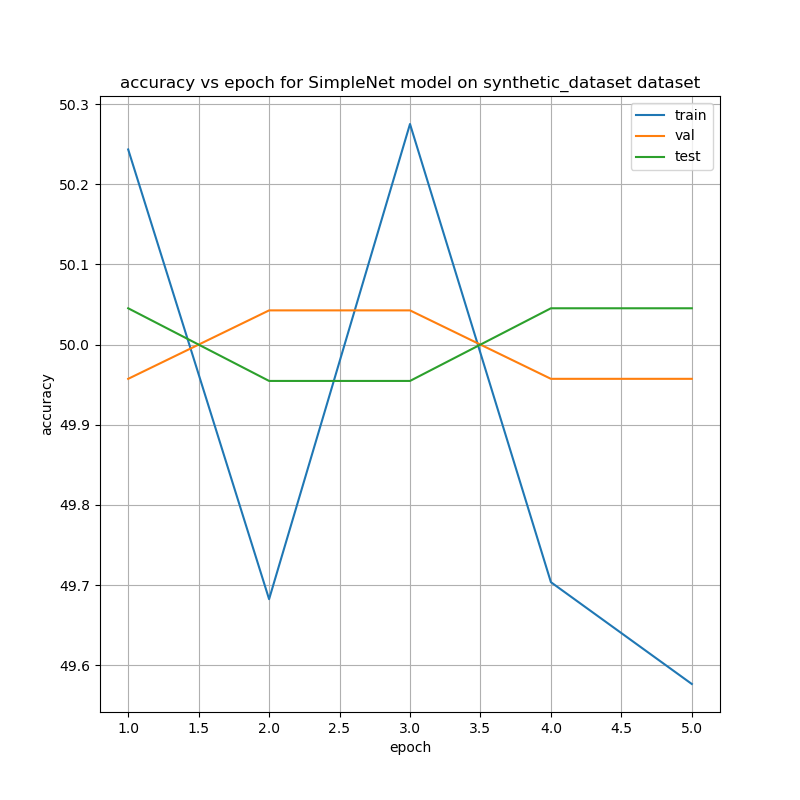 accuracy vs epoch for SimpleNet model on synthetic_dataset dataset
train
val
test
50.3
50.2
50.1
50.0
49.9
49.8
49.7
49.6
accuracy
1.0 1.5 2.0 2.5 3.0 3.5 4.0 4.5 5.0
epoch